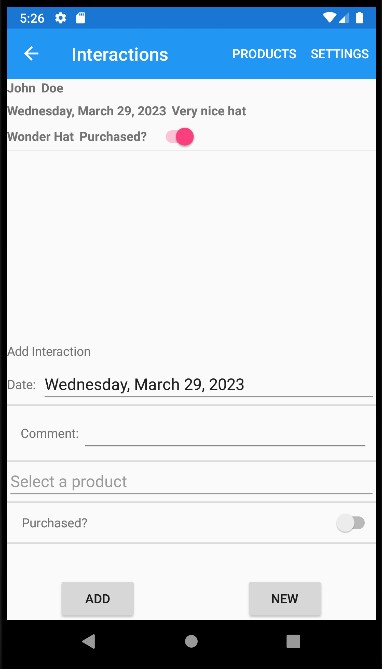 5:26
Interactions PRODUCTS SETTINGS
John Doe
Wednesday, March 29, 2023 Very nice hat
Wonder Hat Purchased?
Add Interaction
Date: Wednesday, March 29, 2023
Comment:
Select a product
Purchased?
ADD NEW